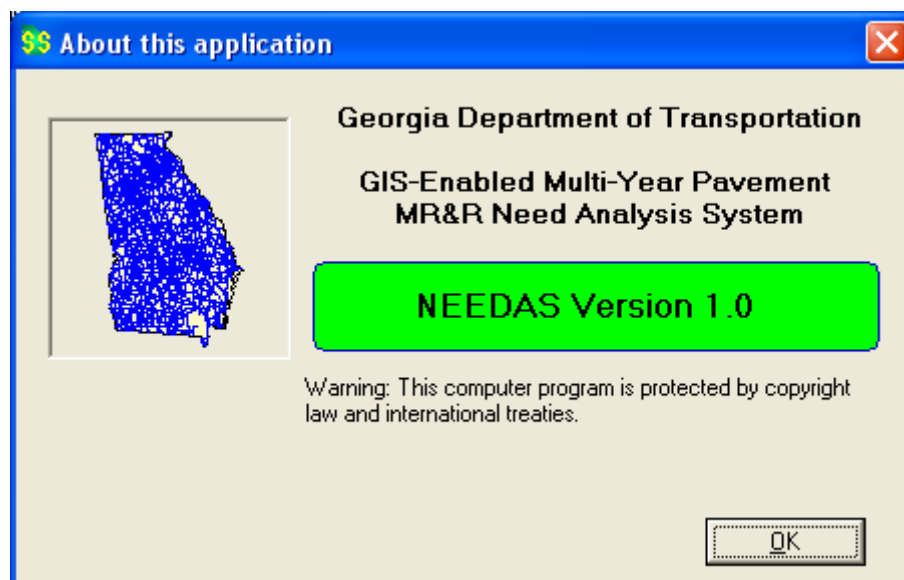 $$ About this application
Georgia Department of Transportation
GIS-Enabled Multi-Year Pavement
MR&R Need Analysis System
NEEDAS Version 1.0
Warning: This computer program is protected by copyright
law and international treaties.
OK